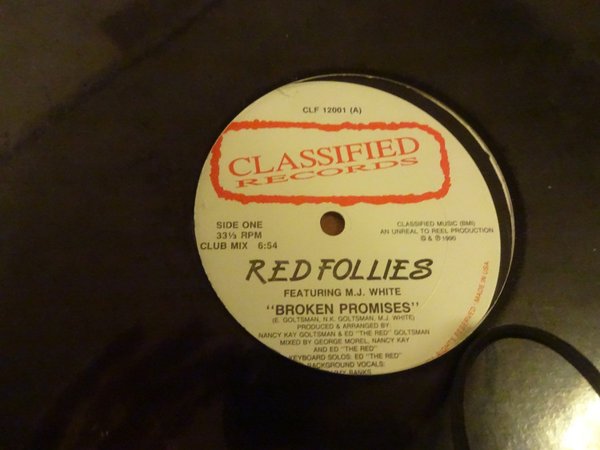 CLF 12001 (A)
CLASSIFIED
RECORDS
SIDE ONE
33⅓ RPM
CLUB MIX 6:54
CLASSIFIED MUSIC (BMI)
AN UNREAL TO REEL PRODUCTION
© & ℗ 1990
RED FOLLIES
FEATURING M.J. WHITE
"BROKEN PROMISES"
(E. GOLTSMAN, N.K. GOLTSMAN, M.J. WHITE)
PRODUCED & ARRANGED BY
NANCY KAY GOLTSMAN & ED "THE RED" GOLTSMAN
MIXED BY GEORGE MOREL, NANCY KAY
AND ED "THE RED"
KEYBOARD SOLOS: ED "THE RED"
BACKGROUND VOCALS:
BANKS
RESERVED. MADE IN USA